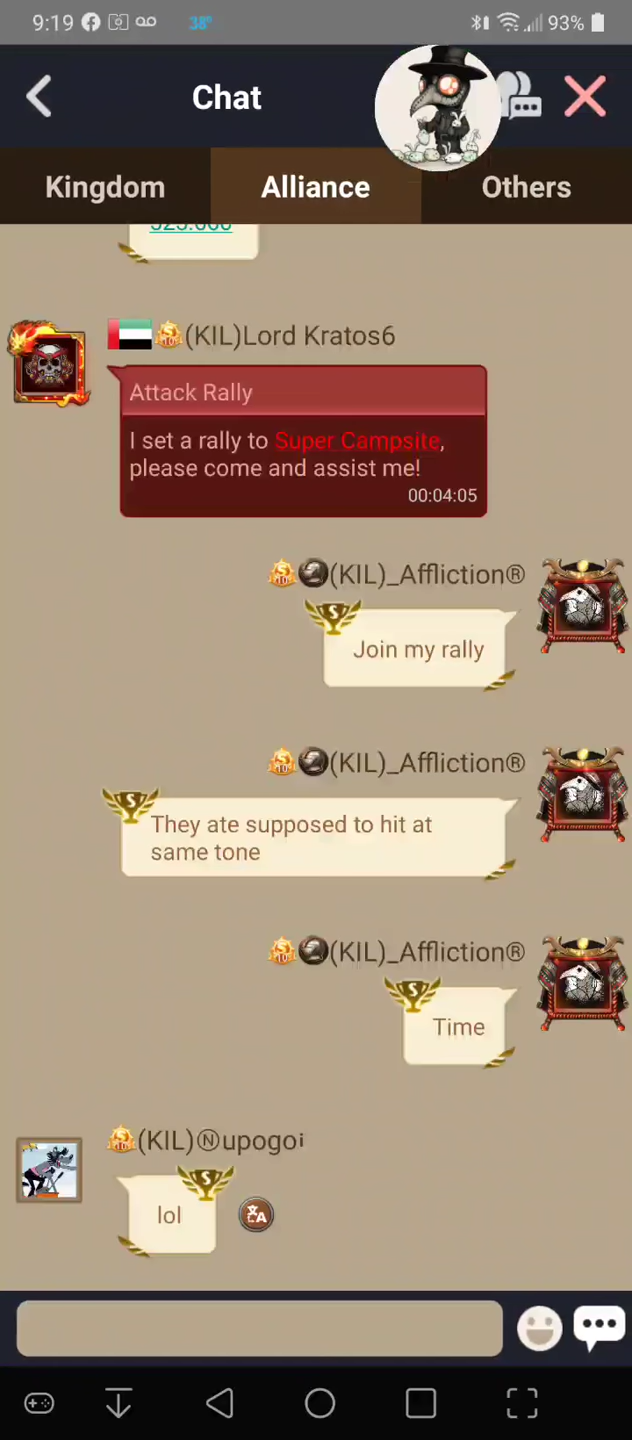 9:19
38°
93%
Chat
Kingdom
Alliance
Others
(KIL)Lord Kratos6
Attack Rally
I set a rally to Super Campsite,
please come and assist me!
00:04:05
(KIL)_Affliction®
Join my rally
(KIL)_Affliction®
They ate supposed to hit at
same tone
(KIL)_Affliction®
Time
(KIL)Ⓝupogoi
lol